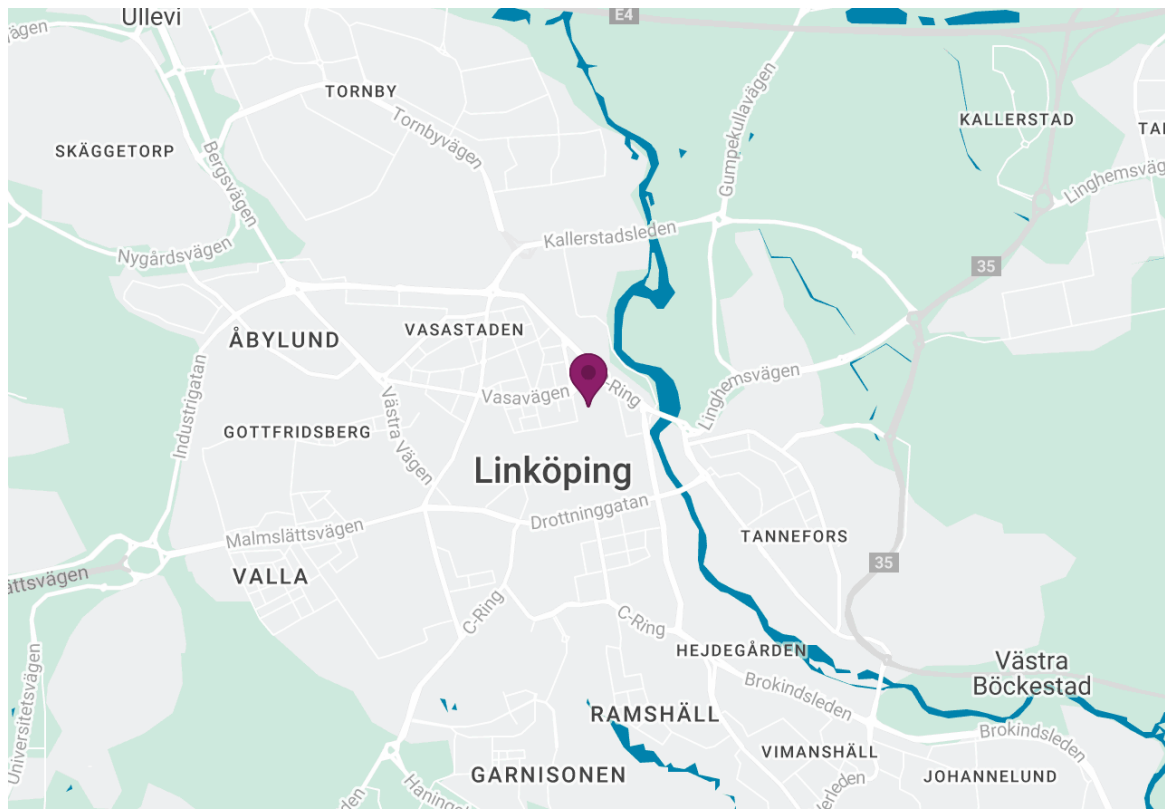 Ullevi
E4
TORNBY
Gumpekullavägen
KALLERSTAD
Tornbyvägen
SKÄGGETORP
Bergsvägen
Linghemsväg
Nygårdsvägen
Kallerstadsleden
35
ÅBYLUND
VASASTADEN
Linghemsvägen
C-Ring
Vasavägen
Industrigatan
Västra Vägen
GOTTFRIDSBERG
Linköping
Drottninggatan
Malmslättsvägen
TANNEFORS
35
VALLA
ättsvägen
C-Ring
C-Ring
HEJDEGÅRDEN
Västra
Böckestad
Universitetsvägen
Brokindsleden
RAMSHÄLL
Brokindsleden
VIMANSHÄLL
GARNISONEN
JOHANNELUND